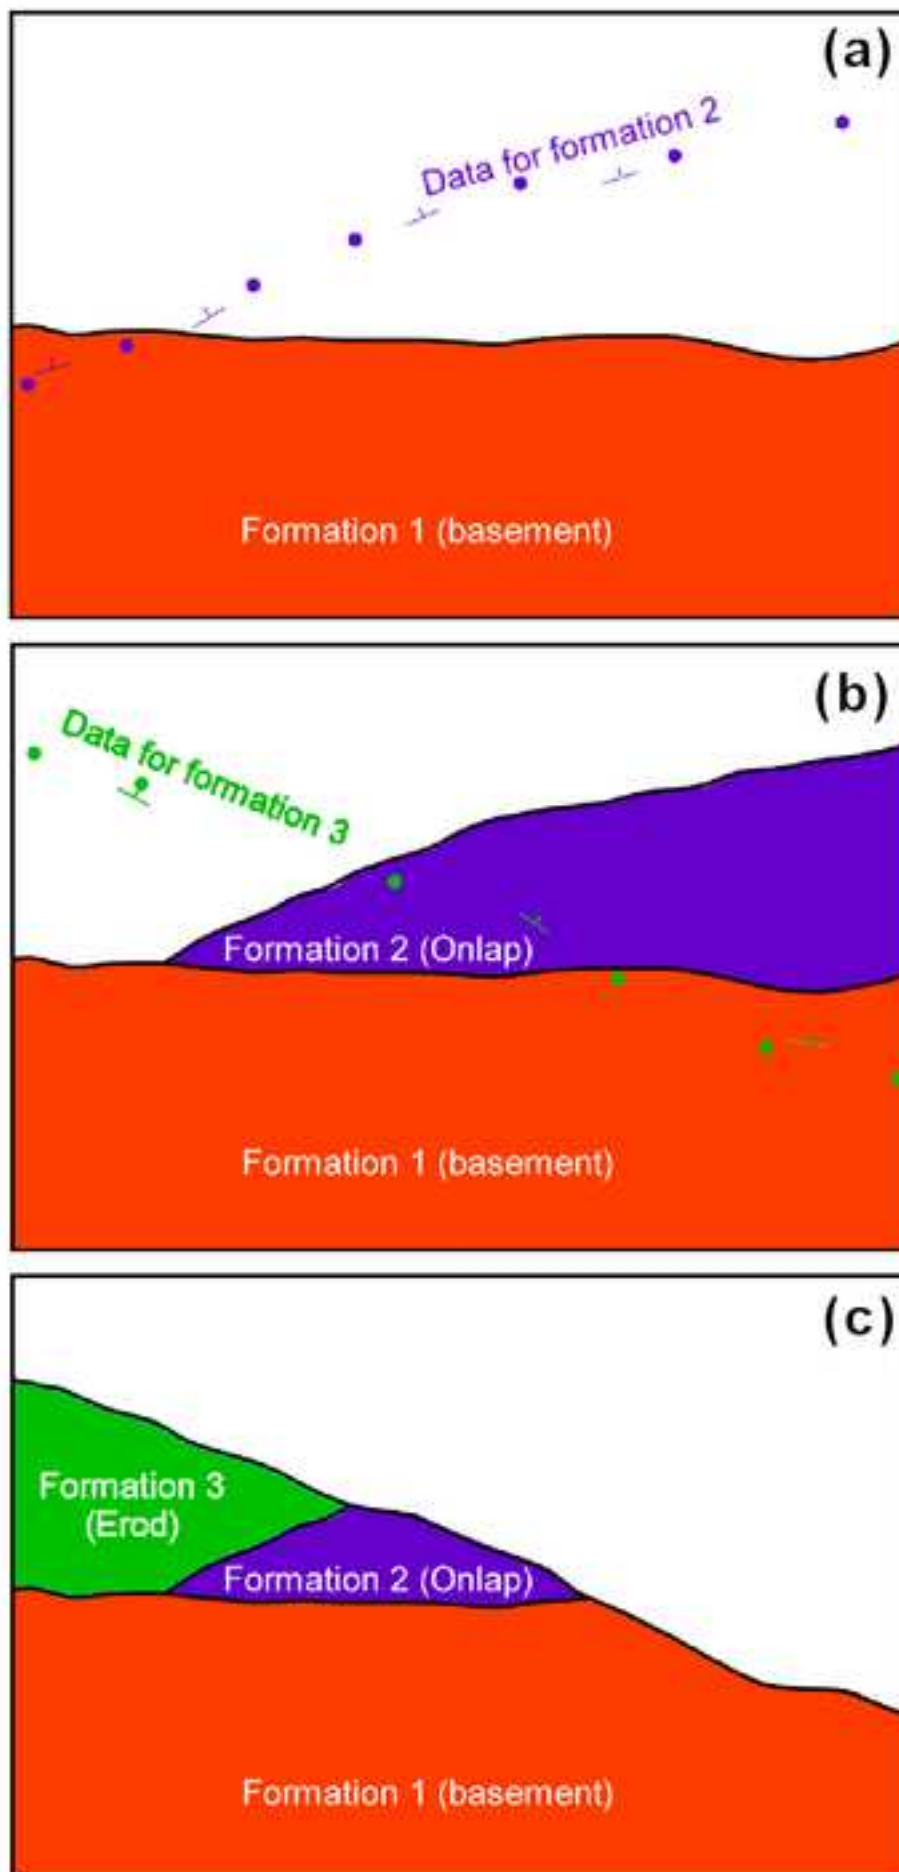 (a)
Data for formation 2
Formation 1 (basement)
(b)
Data for formation 3
Formation 2 (Onlap)
Formation 1 (basement)
(c)
Formation 3
(Erod)
Formation 2 (Onlap)
Formation 1 (basement)